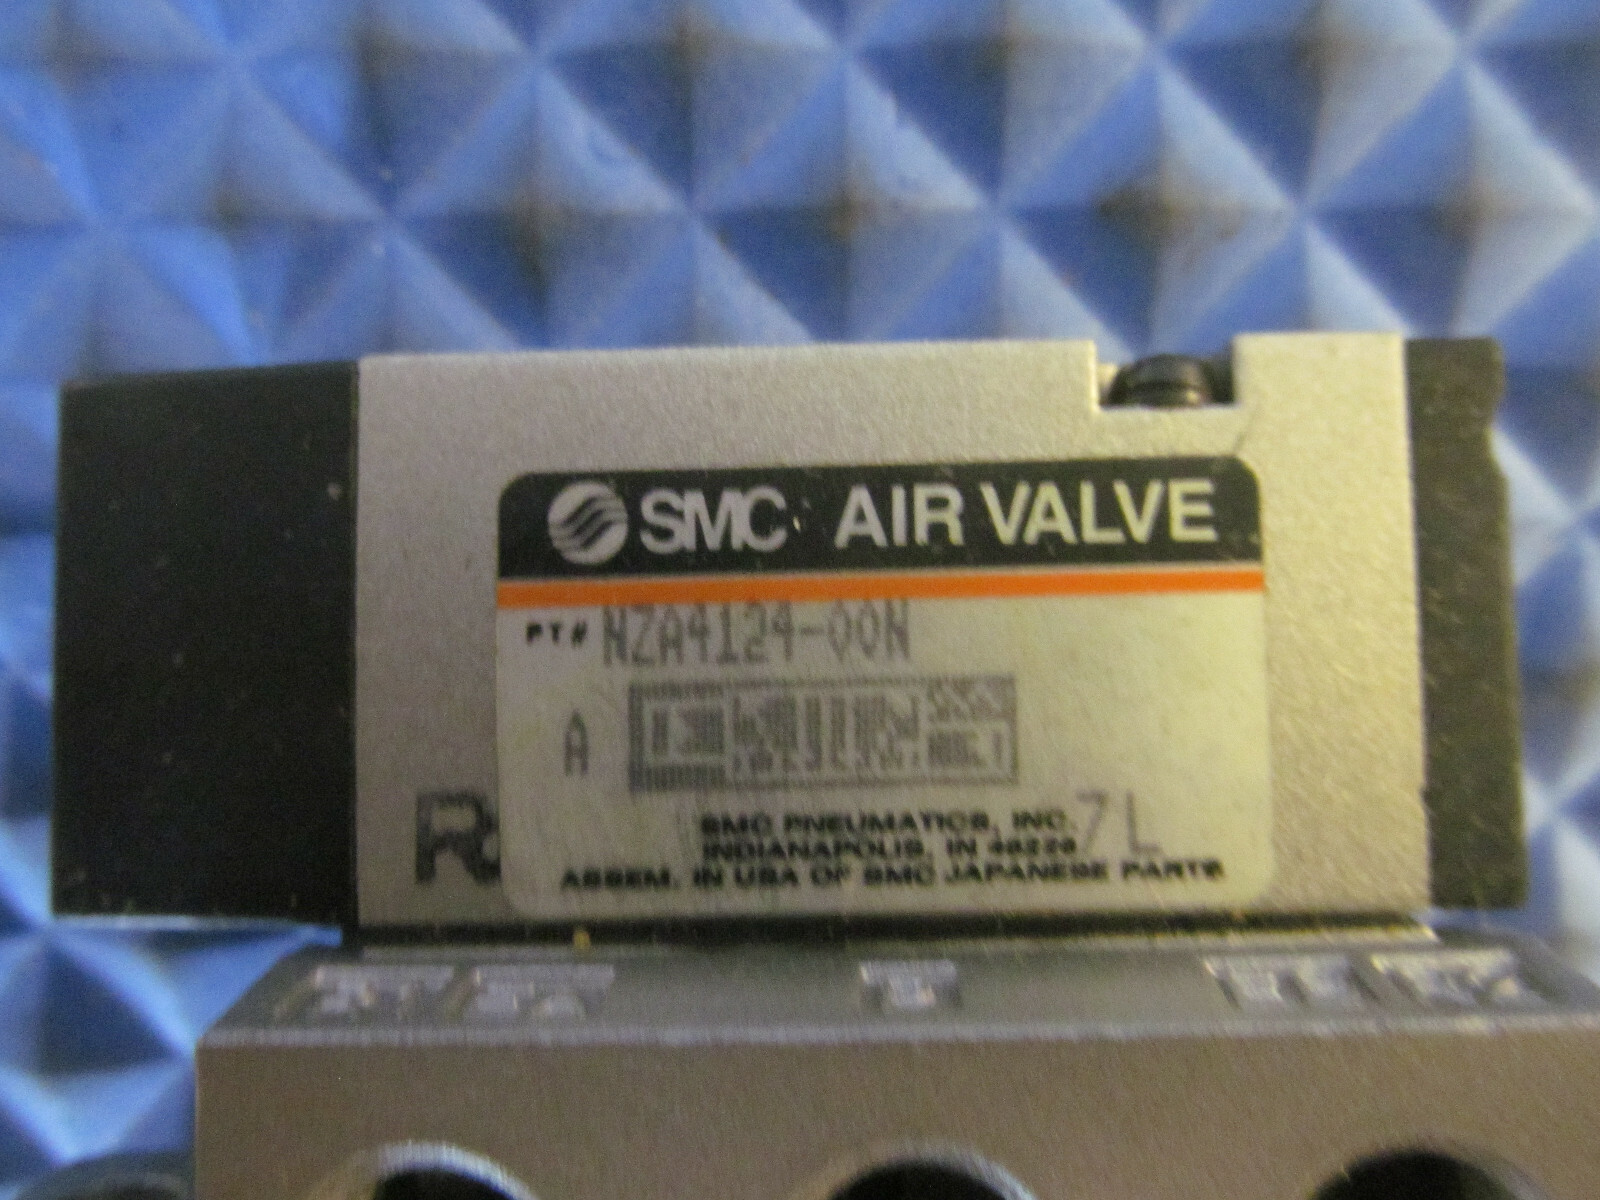 SMC AIR VALVE
PT# NZA4124-00N
A
R
SMC PNEUMATICS, INC. 7L
INDIANAPOLIS, IN 46226
ASSEM. IN USA OF SMC JAPANESE PARTS